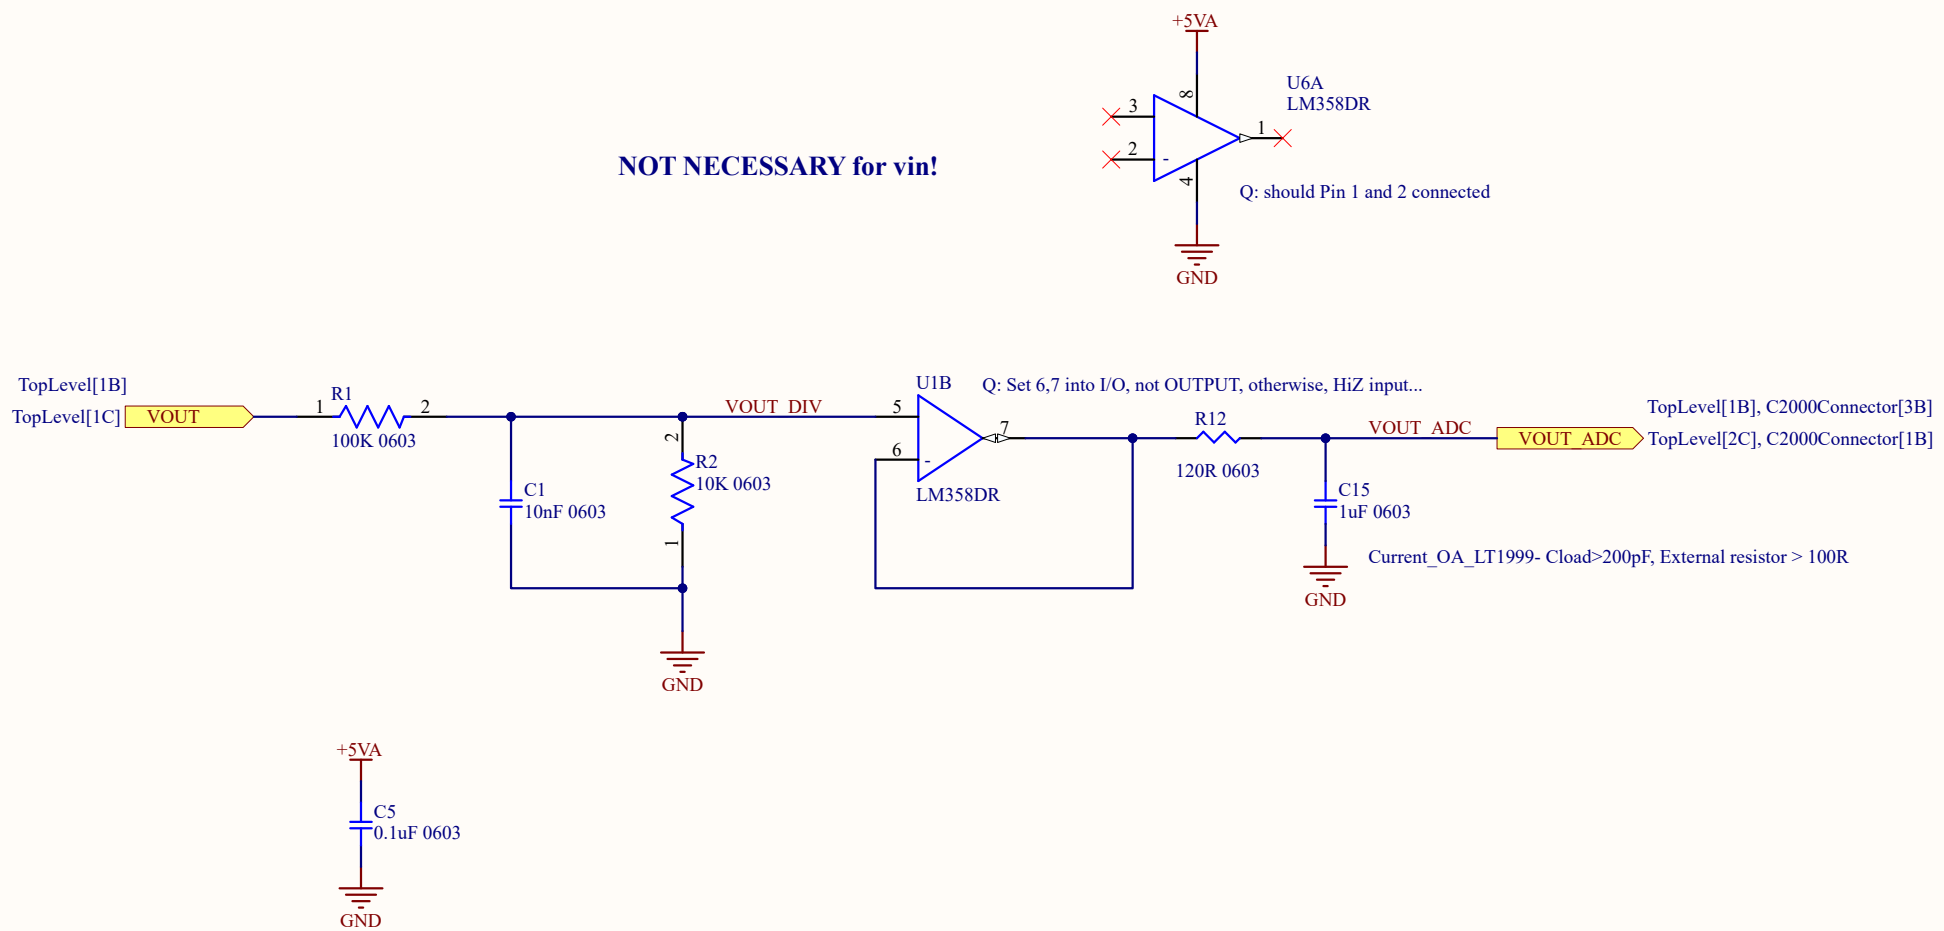 +5VA
U6A
LM358DR
8
3
2
1
-
4
NOT NECESSARY for vin!
Q: should Pin 1 and 2 connected
GND
TopLevel[1B]
TopLevel[1C]
VOUT
R1
1
2
100K 0603
VOUT_DIV
2
R2
10K 0603
1
C1
10nF 0603
GND
U1B
Q: Set 6,7 into I/O, not OUTPUT, otherwise, HiZ input...
5
6
7
-
LM358DR
R12
120R 0603
VOUT_ADC
TopLevel[1B], C2000Connector[3B]
VOUT_ADC
TopLevel[2C], C2000Connector[1B]
C15
1uF 0603
Current_OA_LT1999- Cload>200pF, External resistor > 100R
GND
+5VA
C5
0.1uF 0603
GND